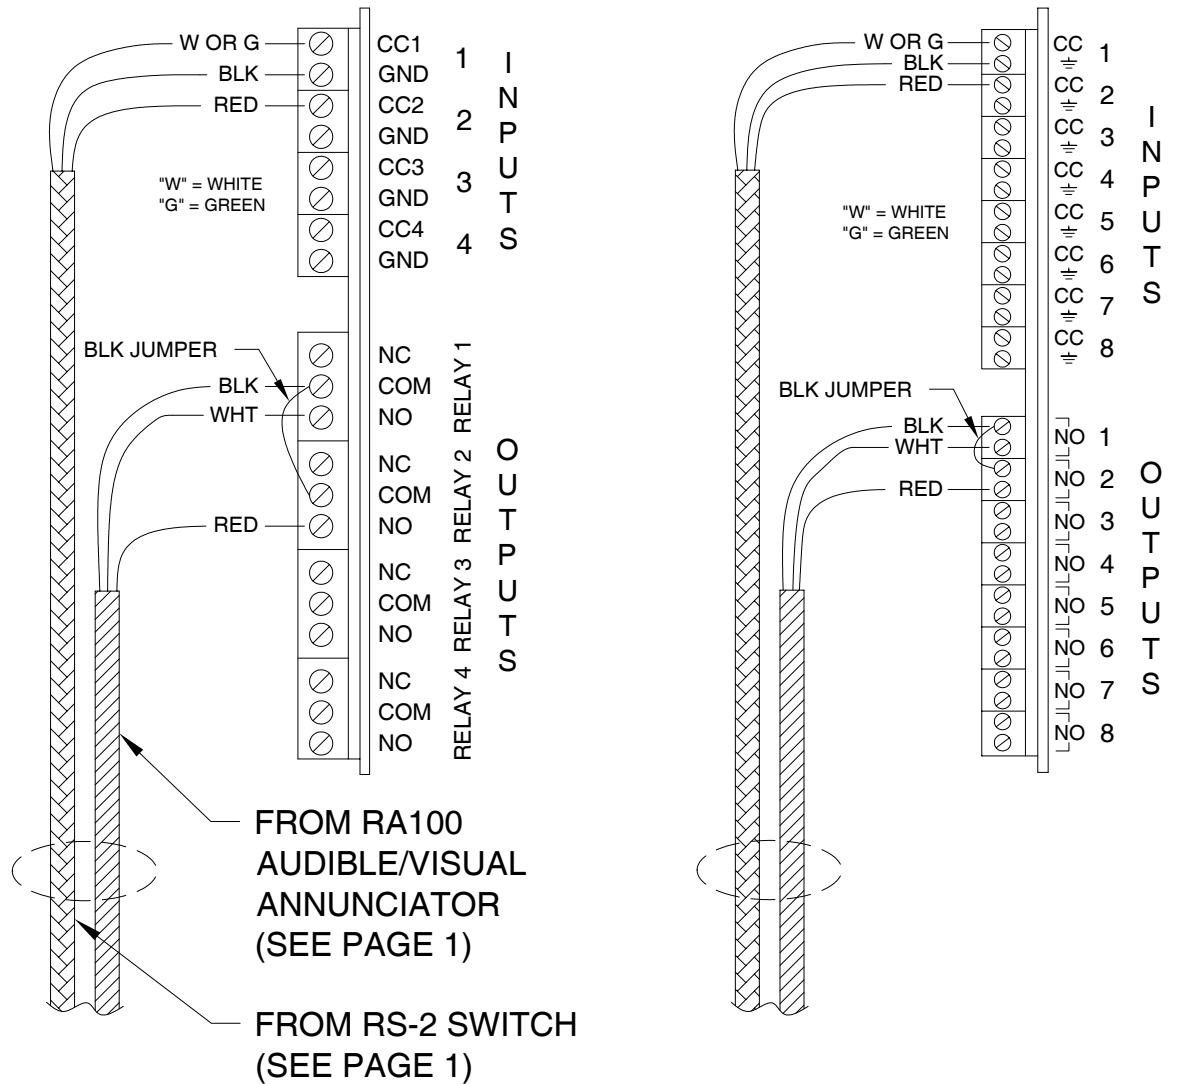 W OR G
BLK
RED
"W" = WHITE
"G" = GREEN
CC1
GND
CC2
GND
CC3
GND
CC4
GND
1
2
3
4
INPUTS
BLK JUMPER
BLK
WHT
RED
NC
COM
NO
NC
COM
NO
NC
COM
NO
NC
COM
NO
RELAY 1
RELAY 2
RELAY 3
RELAY 4
OUTPUTS
FROM RA100
AUDIBLE/VISUAL
ANNUNCIATOR
(SEE PAGE 1)
FROM RS-2 SWITCH
(SEE PAGE 1)
W OR G
BLK
RED
"W" = WHITE
"G" = GREEN
CC 1
CC 2
CC 3
CC 4
CC 5
CC 6
CC 7
CC 8
INPUTS
BLK JUMPER
BLK
WHT
RED
NO 1
NO 2
NO 3
NO 4
NO 5
NO 6
NO 7
NO 8
OUTPUTS